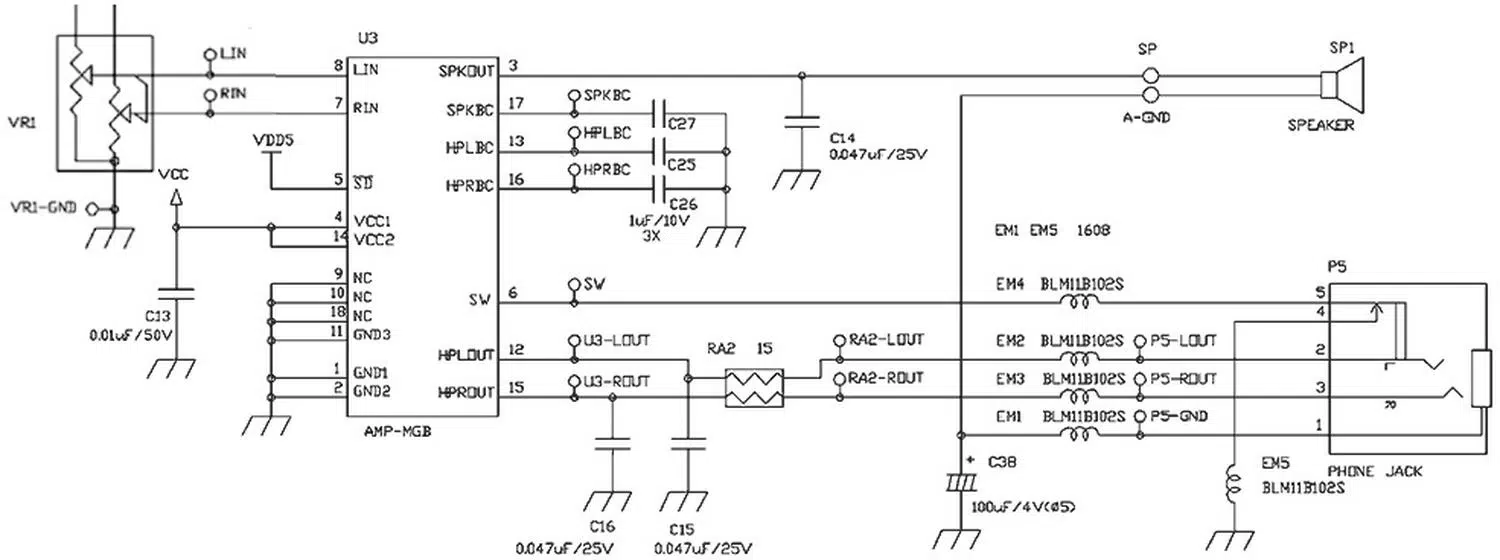 U3
SP
SP1
LIN
8
LIN
SPKOUT
3
RIN
7
RIN
SPKBC
17
SPKBC
C27
A-GND
SPEAKER
VR1
VDD5
HPLBC
13
HPLBC
C25
C14
0.047uF/25V
VCC
5
SD
HPRBC
16
HPRBC
C26
1uF/10V
3X
VR1-GND
4
VCC1
14
VCC2
EM1 EM5 1608
9
NC
10
NC
18
NC
11
GND3
SW
6
SW
EM4 BLM11B102S
P5
5
4
C13
0.01uF/50V
HPLOUT
12
U3-LOUT
RA2 15
RA2-LOUT
EM2 BLM11B102S
P5-LOUT
2
L
1
GND1
2
GND2
HPROUT
15
U3-ROUT
RA2-ROUT
EM3 BLM11B102S
P5-ROUT
3
R
AMP-MGB
EM1 BLM11B102S
P5-GND
1
+
C38
100uF/4V(ø5)
EM5
BLM11B102S
PHONE JACK
C16
0.047uF/25V
C15
0.047uF/25V